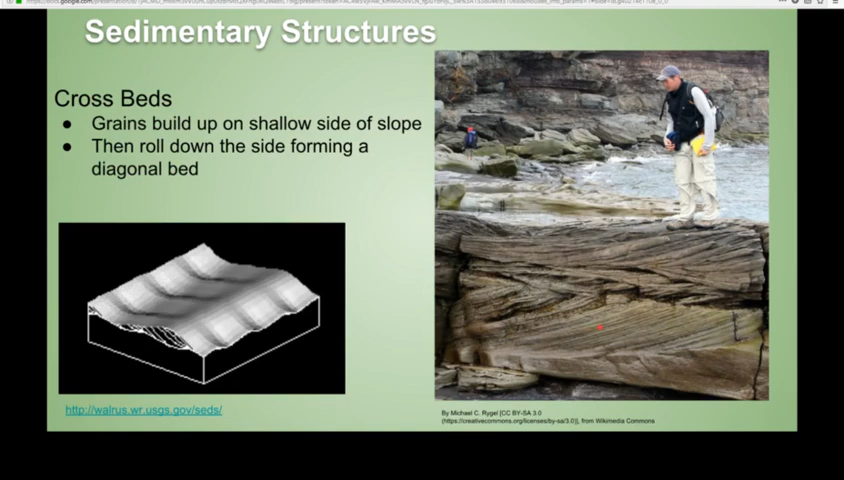 Sedimentary Structures
Cross Beds
● Grains build up on shallow side of slope
● Then roll down the side forming a
diagonal bed
http://walrus.wr.usgs.gov/seds/
By Michael C. Rygel [CC BY-SA 3.0
(https://creativecommons.org/licenses/by-sa/3.0)], from Wikimedia Commons